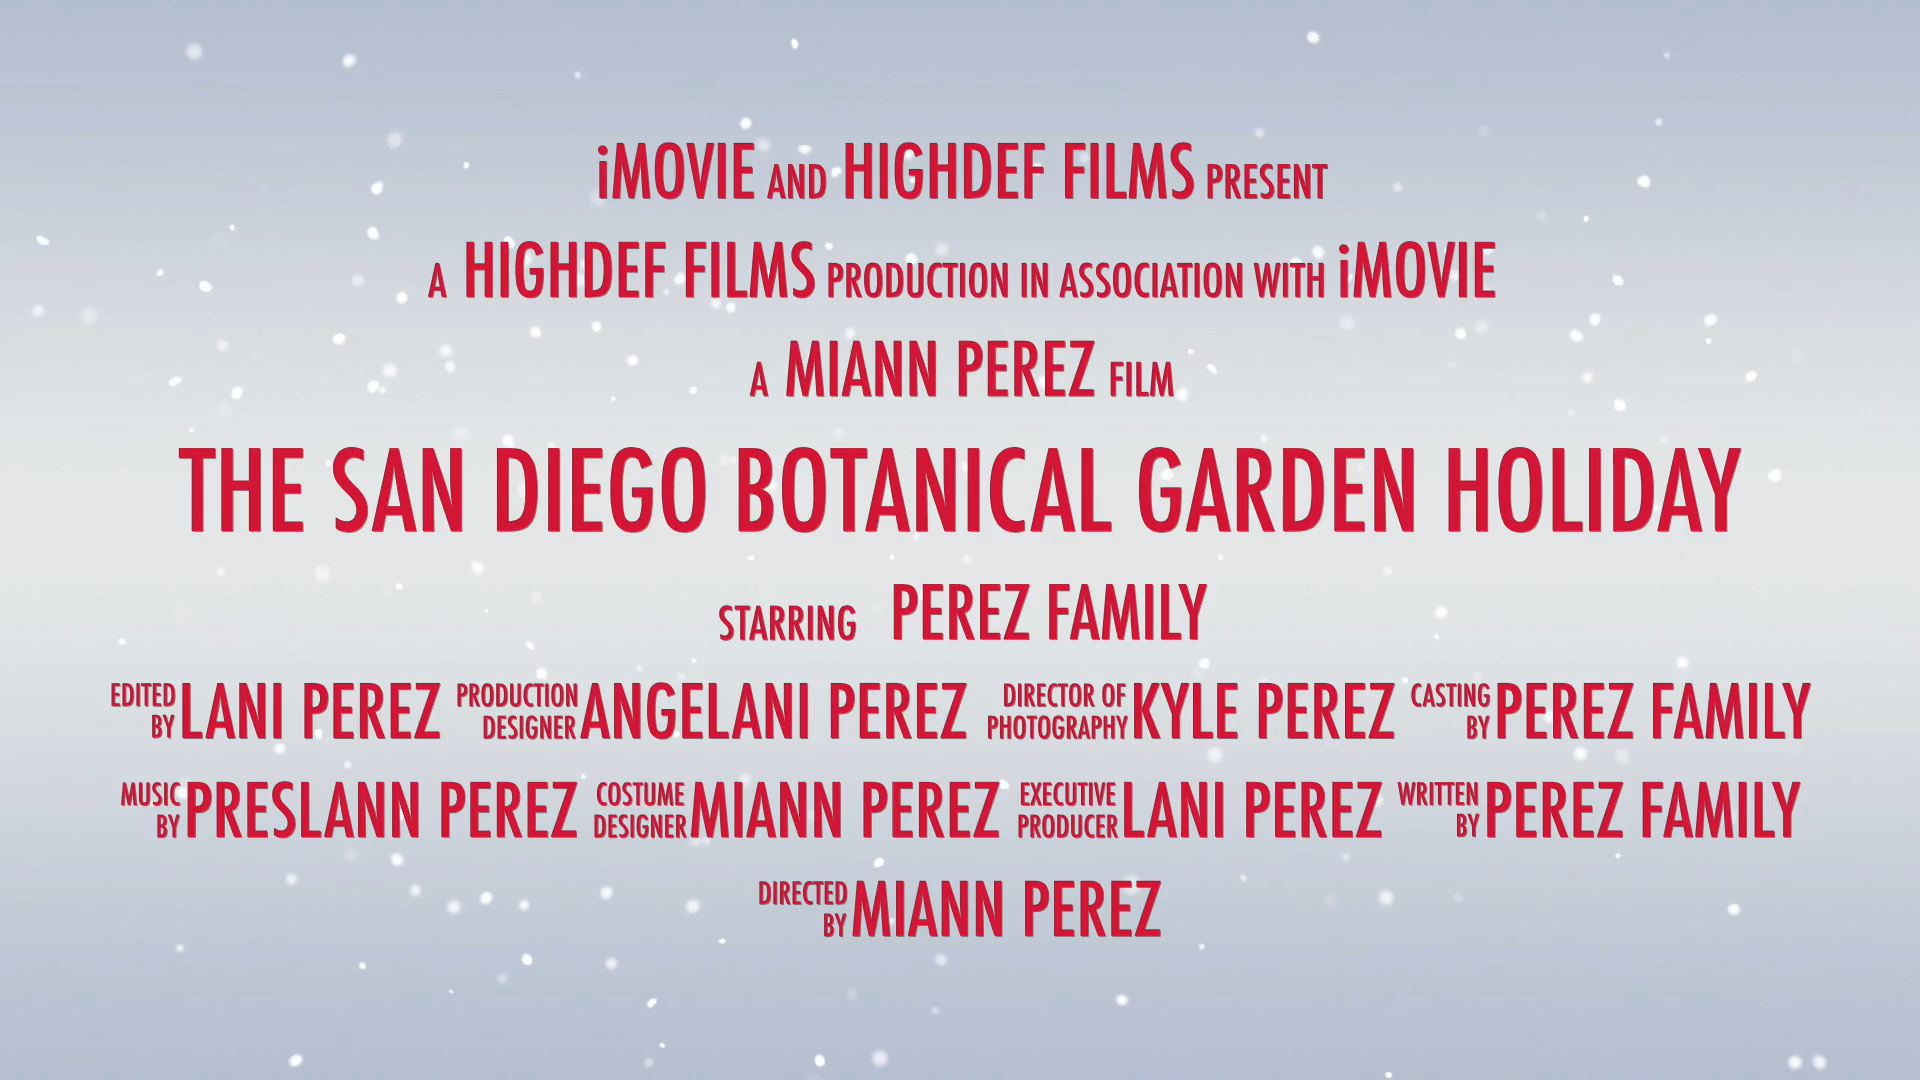 iMOVIE AND HIGHDEF FILMS PRESENT
A HIGHDEF FILMS PRODUCTION IN ASSOCIATION WITH iMOVIE
A MIANN PEREZ FILM
THE SAN DIEGO BOTANICAL GARDEN HOLIDAY
STARRING PEREZ FAMILY
EDITED BY LANI PEREZ PRODUCTION DESIGNER ANGELANI PEREZ DIRECTOR OF PHOTOGRAPHY KYLE PEREZ CASTING BY PEREZ FAMILY
MUSIC BY PRESLANN PEREZ COSTUME DESIGNER MIANN PEREZ EXECUTIVE PRODUCER LANI PEREZ WRITTEN BY PEREZ FAMILY
DIRECTED BY MIANN PEREZ